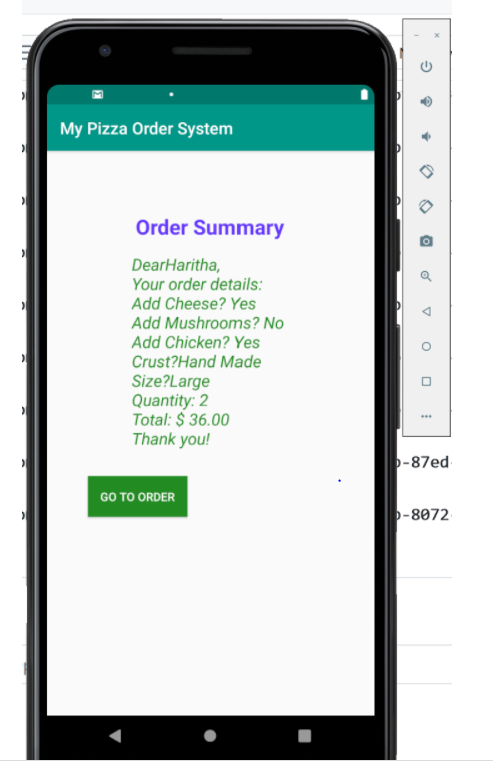 My Pizza Order System
Order Summary
DearHaritha,
Your order details:
Add Cheese? Yes
Add Mushrooms? No
Add Chicken? Yes
Crust?Hand Made
Size?Large
Quantity: 2
Total: $ 36.00
Thank you!
GO TO ORDER
-87ed
-8072